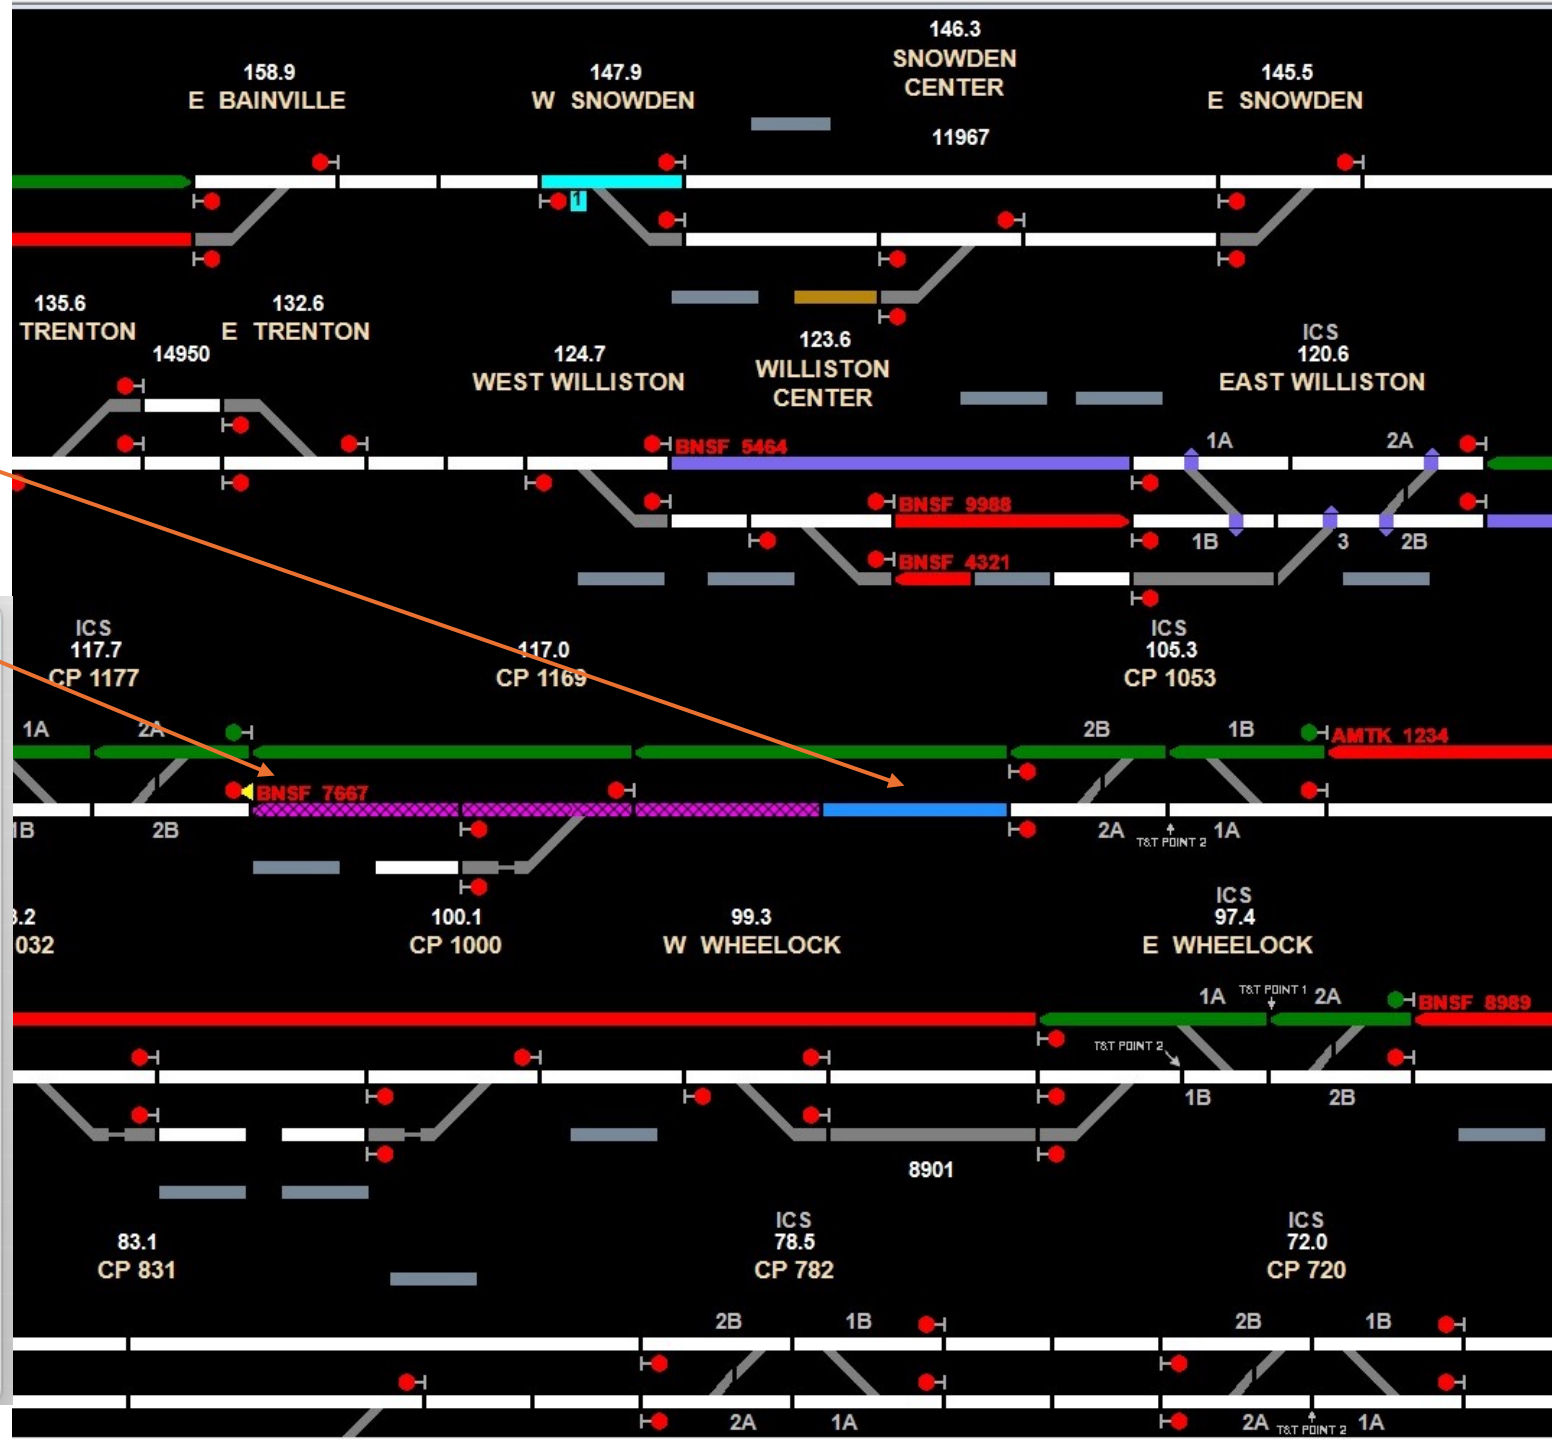 146.3
158.9
147.9
SNOWDEN
145.5
E BAINVILLE
W SNOWDEN
CENTER
E SNOWDEN
11967
1
135.6
132.6
TRENTON
E TRENTON
14950
124.7
123.6
ICS
120.6
WEST WILLISTON
WILLISTON
CENTER
EAST WILLISTON
BNSF 5464
1A
2A
BNSF 9988
1B
3
2B
BNSF 4321
ICS
117.7
CP 1177
117.0
CP 1169
ICS
105.3
CP 1053
1A
2A
2B
1B
AMTK 1234
BNSF 7667
1B
2B
2A
T&T POINT 2
1A
3.2
032
100.1
CP 1000
99.3
W WHEELOCK
ICS
97.4
E WHEELOCK
1A
T&T POINT 1
2A
BNSF 8989
T&T POINT 2
1B
2B
8901
83.1
CP 831
ICS
78.5
CP 782
ICS
72.0
CP 720
2B
1B
2B
1B
2A
1A
2A
T&T POINT 2
1A